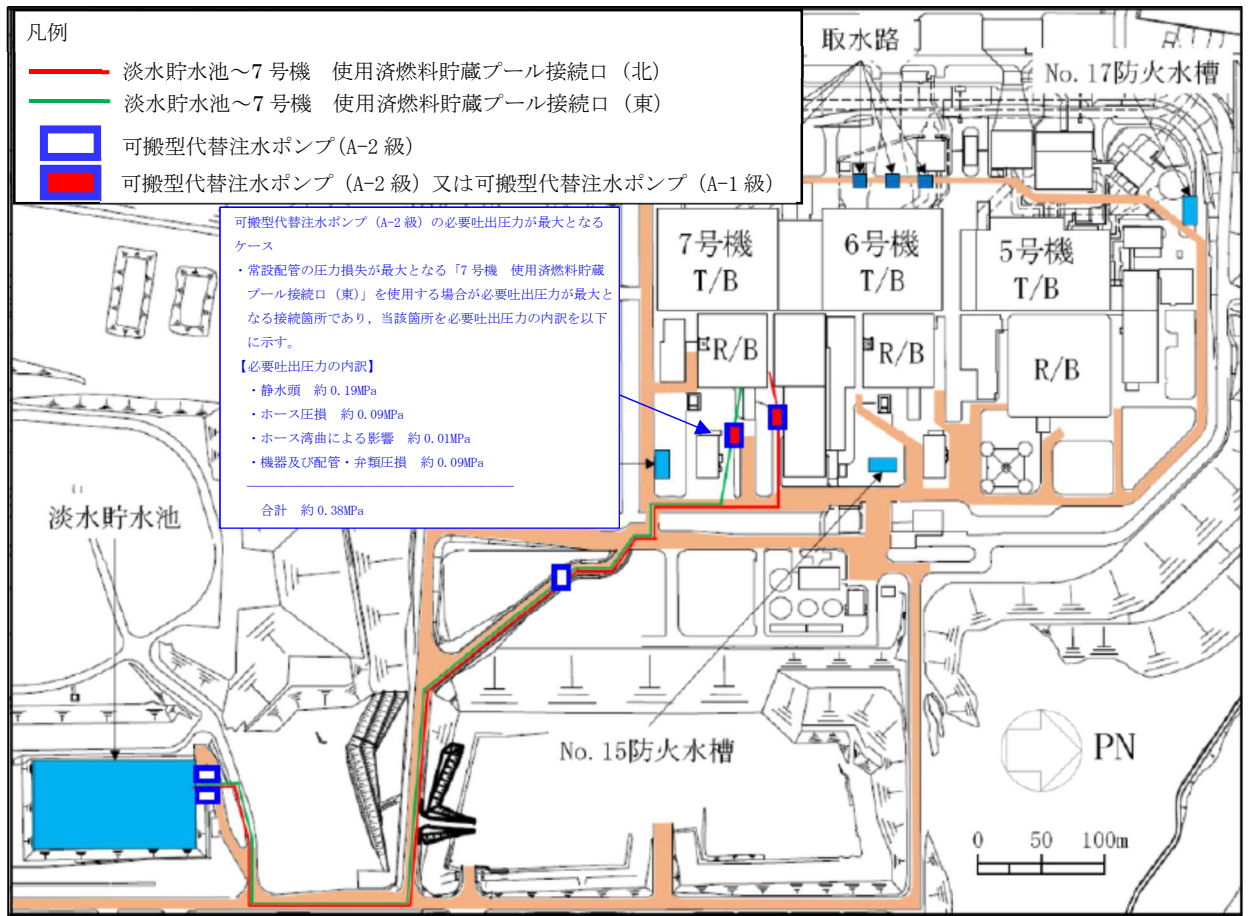 凡例
淡水貯水池～7号機 使用済燃料貯蔵プール接続口（北）
淡水貯水池～7号機 使用済燃料貯蔵プール接続口（東）
可搬型代替注水ポンプ(A-2級)
可搬型代替注水ポンプ（A-2級）又は可搬型代替注水ポンプ（A-1級）
取水路
No.17防火水槽
可搬型代替注水ポンプ（A-2級）の必要吐出圧力が最大となる
ケース
・常設配管の圧力損失が最大となる「7号機 使用済燃料貯蔵
プール接続口（東）」を使用する場合が必要吐出圧力が最大と
なる接続箇所であり，当該箇所を必要吐出圧力の内訳を以下
に示す。
【必要吐出圧力の内訳】
・静水頭 約0.19MPa
・ホース圧損 約0.09MPa
・ホース湾曲による影響 約0.01MPa
・機器及び配管・弁類圧損 約0.09MPa
合計 約0.38MPa
7号機
T/B
6号機
T/B
5号機
T/B
R/B
R/B
R/B
淡水貯水池
No.15防火水槽
PN
0 50 100m